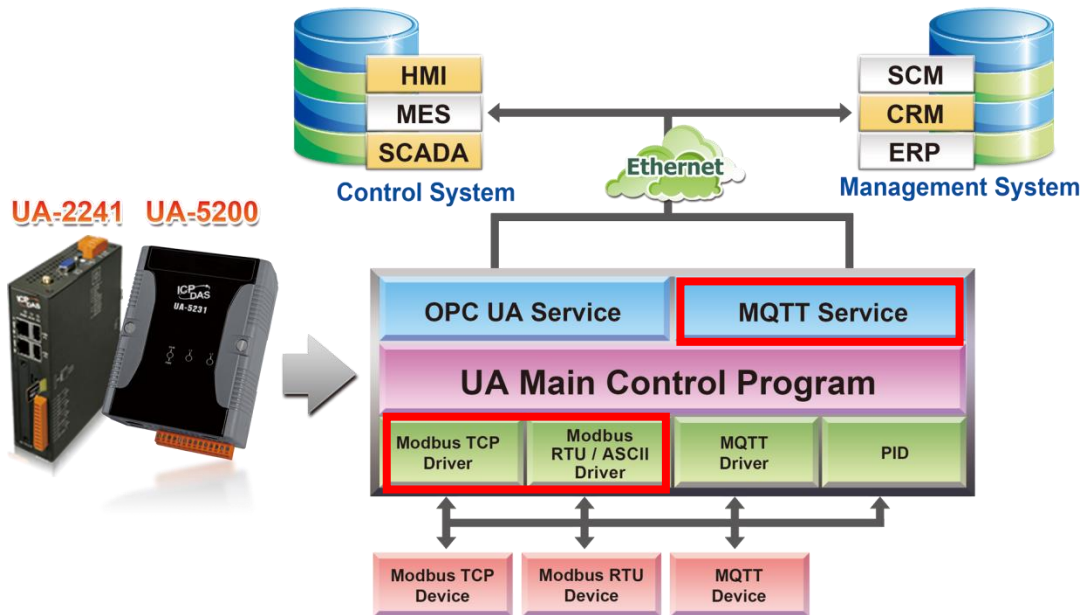 HMI
MES
SCADA
Control System
SCM
CRM
ERP
Management System
Ethernet
UA-2241 UA-5200
ICP DAS
ICP DAS
UA-5231
OPC UA Service
MQTT Service
UA Main Control Program
Modbus TCP
Driver
Modbus
RTU / ASCII
Driver
MQTT
Driver
PID
Modbus TCP
Device
Modbus RTU
Device
MQTT
Device